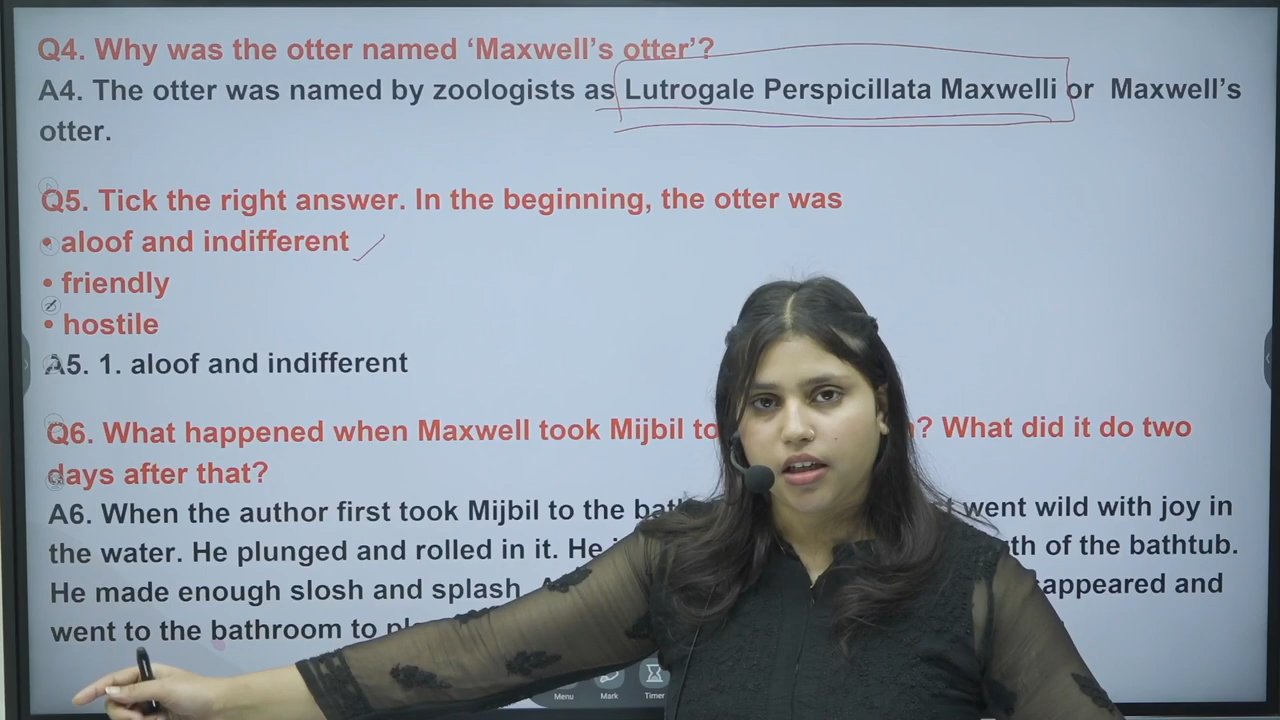 Q4. Why was the otter named ‘Maxwell’s otter’?
A4. The otter was named by zoologists as Lutrogale Perspicillata Maxwelli or Maxwell’s
otter.
Q5. Tick the right answer. In the beginning, the otter was
• aloof and indifferent
• friendly
• hostile
A5. 1. aloof and indifferent
Q6. What happened when Maxwell took Mijbil to ? What did it do two
days after that?
A6. When the author first took Mijbil to the went wild with joy in
the water. He plunged and rolled in it. He of the bathtub.
He made enough slosh and splash and
went to the bathroom to
Menu Mark Timer